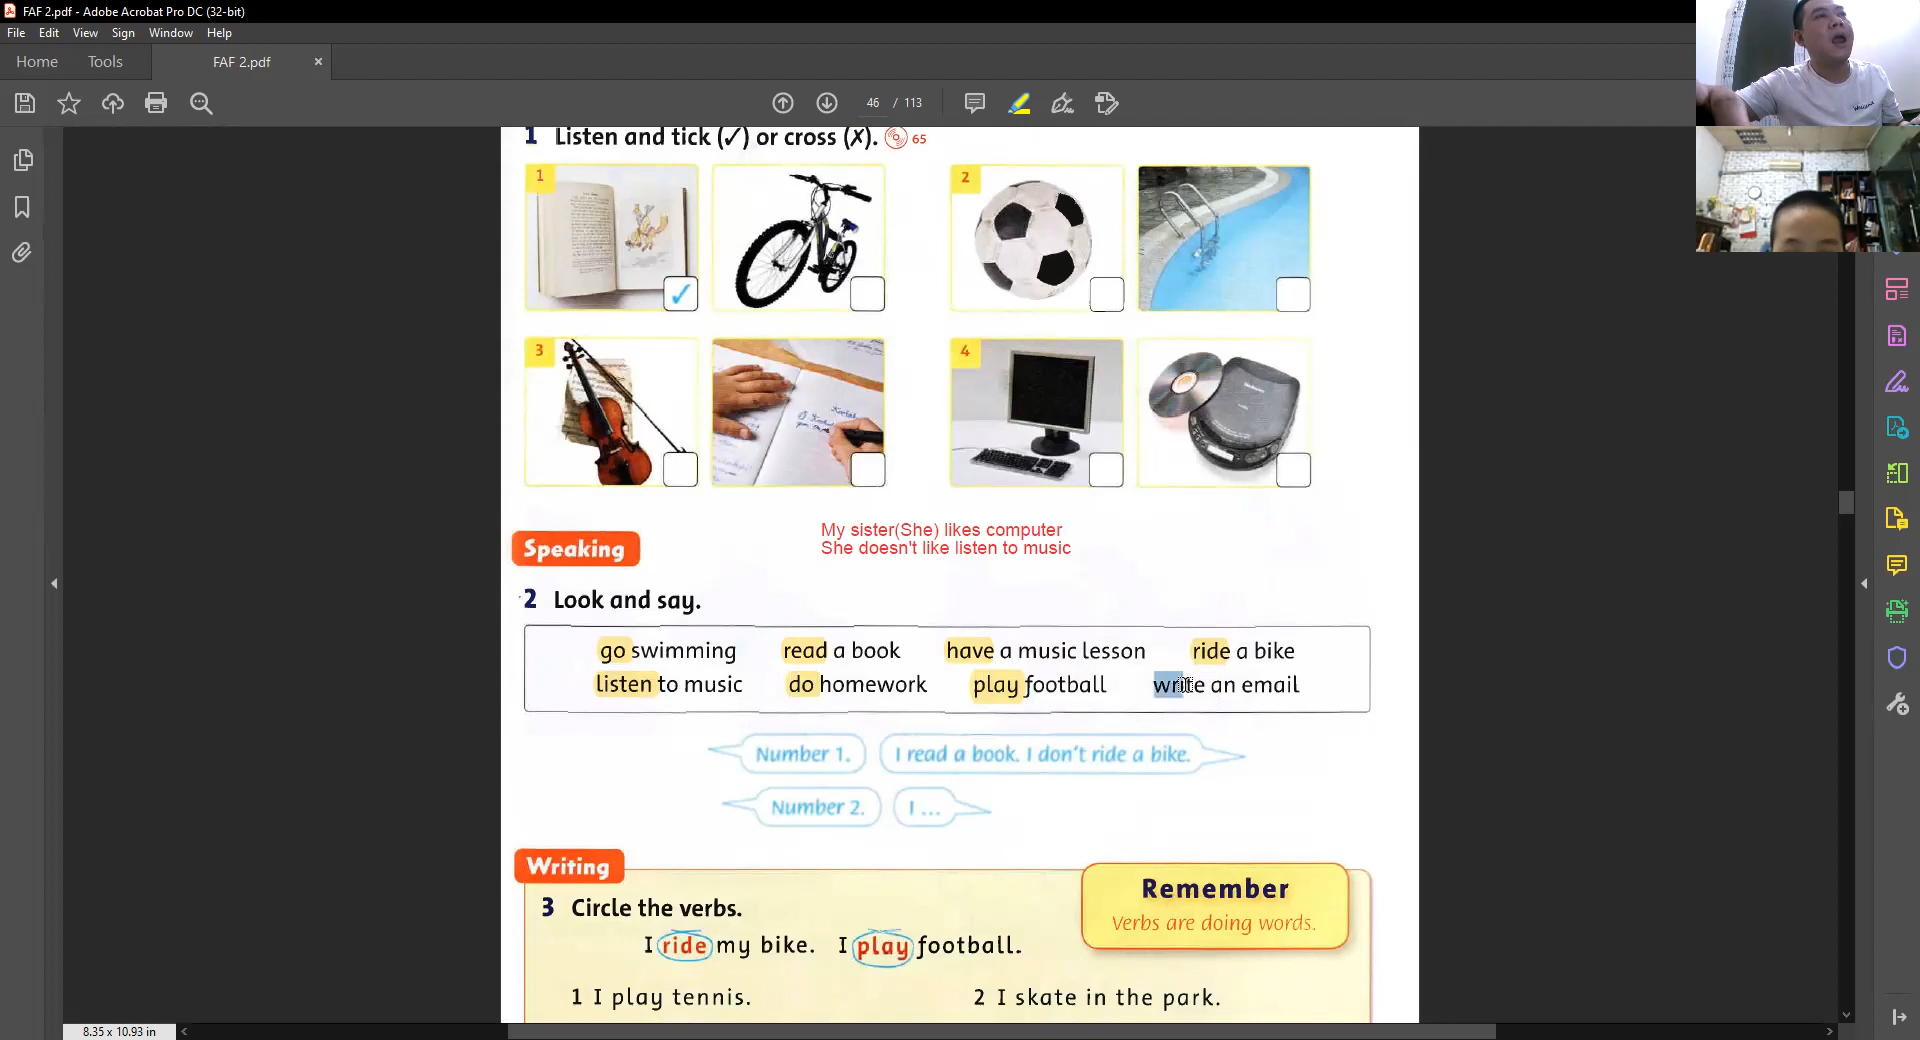 FAF 2.pdf - Adobe Acrobat Pro DC (32-bit)
File Edit View Sign Window Help
Home Tools FAF 2.pdf ×
46 / 113
1 Listen and tick (✓) or cross (✗). 65
1 2
✓
3 4
My sister(She) likes computer
She doesn't like listen to music
Speaking
2 Look and say.
go swimming read a book have a music lesson ride a bike
listen to music do homework play football write an email
Number 1. I read a book. I don't ride a bike.
Number 2. I ...
Writing
Remember
Verbs are doing words.
3 Circle the verbs.
I ride my bike. I play football.
1 I play tennis. 2 I skate in the park.
8.35 x 10.93 in